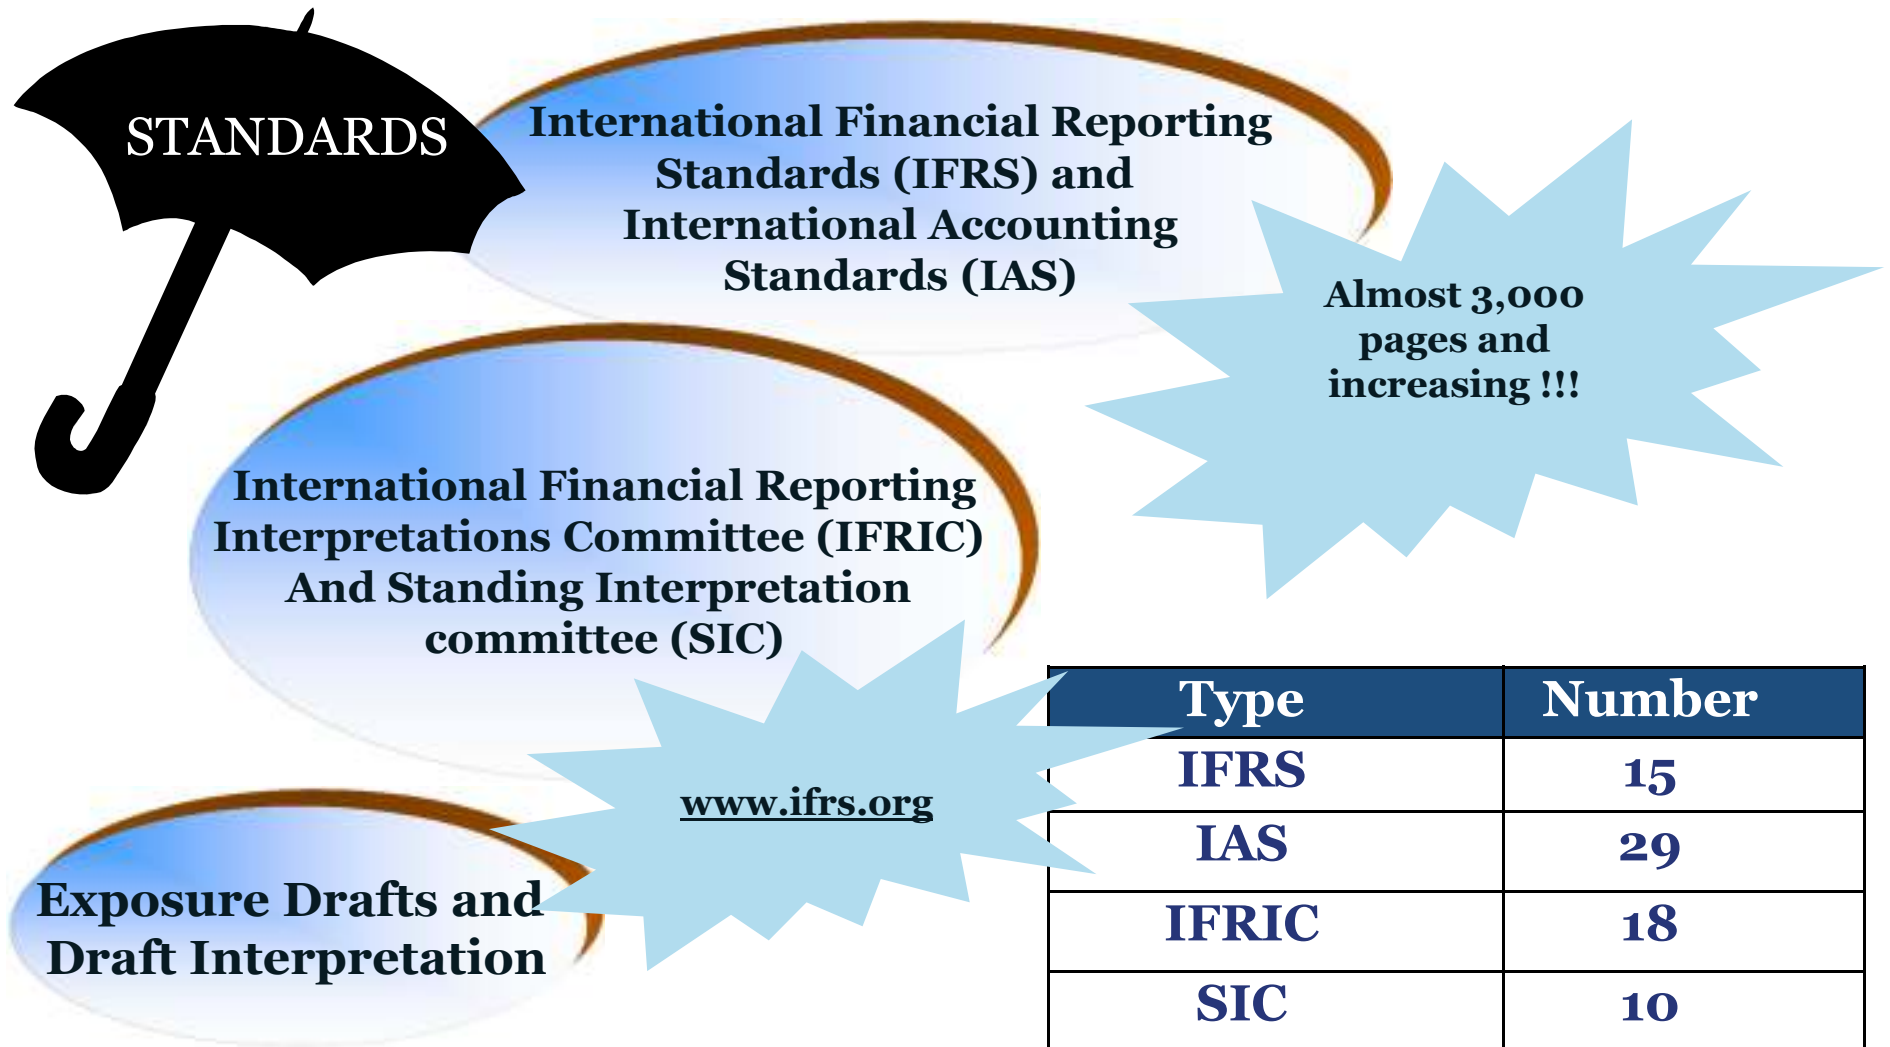 STANDARDS
International Financial Reporting
Standards (IFRS) and
International Accounting
Standards (IAS)
Almost 3,000
pages and
increasing !!!
International Financial Reporting
Interpretations Committee (IFRIC)
And Standing Interpretation
committee (SIC)
www.ifrs.org
Exposure Drafts and
Draft Interpretation
Type Number
IFRS 15
IAS 29
IFRIC 18
SIC 10